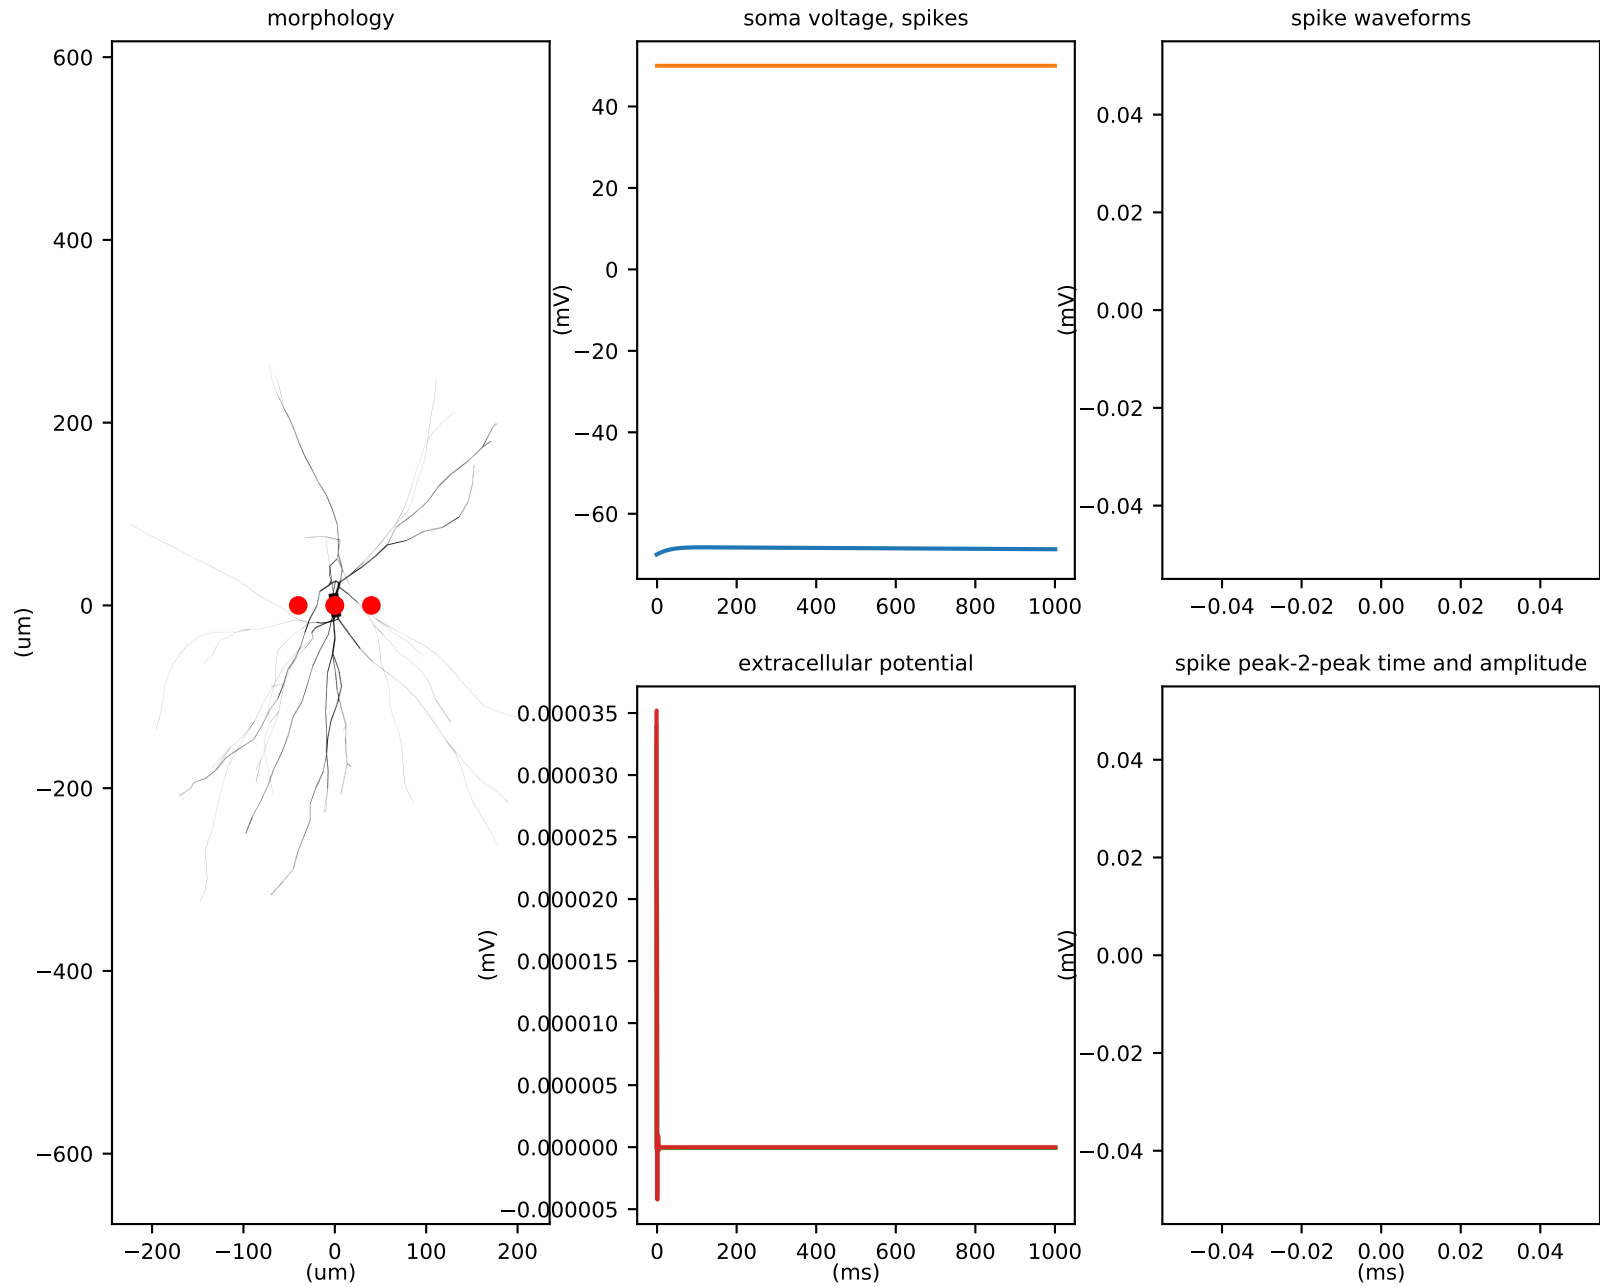 morphology
600
400
200
0
−200
−400
−600
(um)
−200 −100 0 100 200
(um)
soma voltage, spikes
40
20
0
−20
−40
−60
(mV)
0 200 400 600 800 1000
spike waveforms
0.04
0.02
0.00
−0.02
−0.04
(mV)
−0.04 −0.02 0.00 0.02 0.04
extracellular potential
0.000035
0.000030
0.000025
0.000020
0.000015
0.000010
0.000005
0.000000
−0.000005
(mV)
0 200 400 600 800 1000
(ms)
spike peak-2-peak time and amplitude
0.04
0.02
0.00
−0.02
−0.04
(mV)
−0.04 −0.02 0.00 0.02 0.04
(ms)